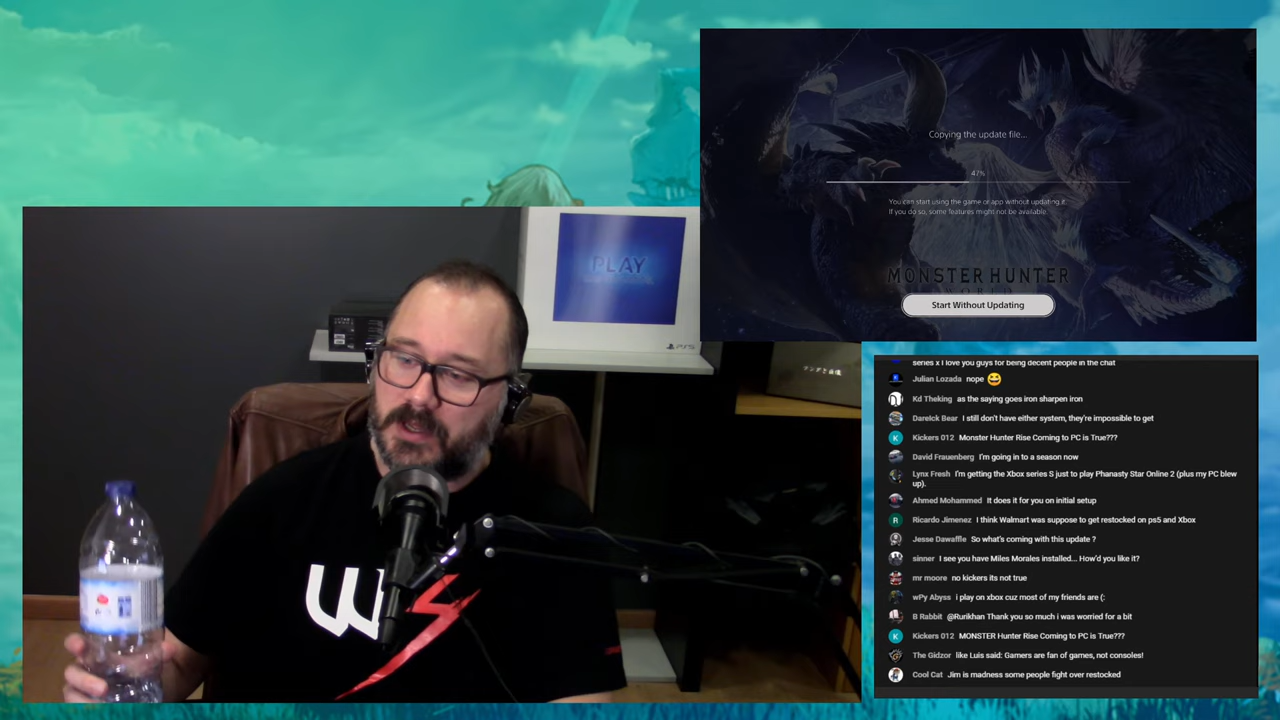 Copying the update file...
47%
You can start using the game or app without updating it.
If you do so, some features might not be available.
MONSTER HUNTER
WORLD
Start Without Updating
PLAY
PS5
ワンダと巨像
WS
series x I love you guys for being decent people in the chat
Julian Lozada nope 😆
Kd Theking as the saying goes iron sharpen iron
Darelck Bear I still don't have either system, they're impossible to get
Kickers 012 Monster Hunter Rise Coming to PC is True???
David Frauenberg I'm going in to a season now
Lynx Fresh I'm getting the Xbox series S just to play Phanasty Star Online 2 (plus my PC blew
up).
Ahmed Mohammed It does it for you on initial setup
Ricardo Jimenez I think Walmart was suppose to get restocked on ps5 and Xbox
Jesse Dawaffle So what's coming with this update ?
sinner I see you have Miles Morales installed... How'd you like it?
mr moore no kickers its not true
wPy Abyss i play on xbox cuz most of my friends are (:
B Rabbit @Rurikhan Thank you so much i was worried for a bit
Kickers 012 MONSTER Hunter Rise Coming to PC is True???
The Gidzor like Luis said: Gamers are fan of games, not consoles!
Cool Cat Jim is madness some people fight over restocked